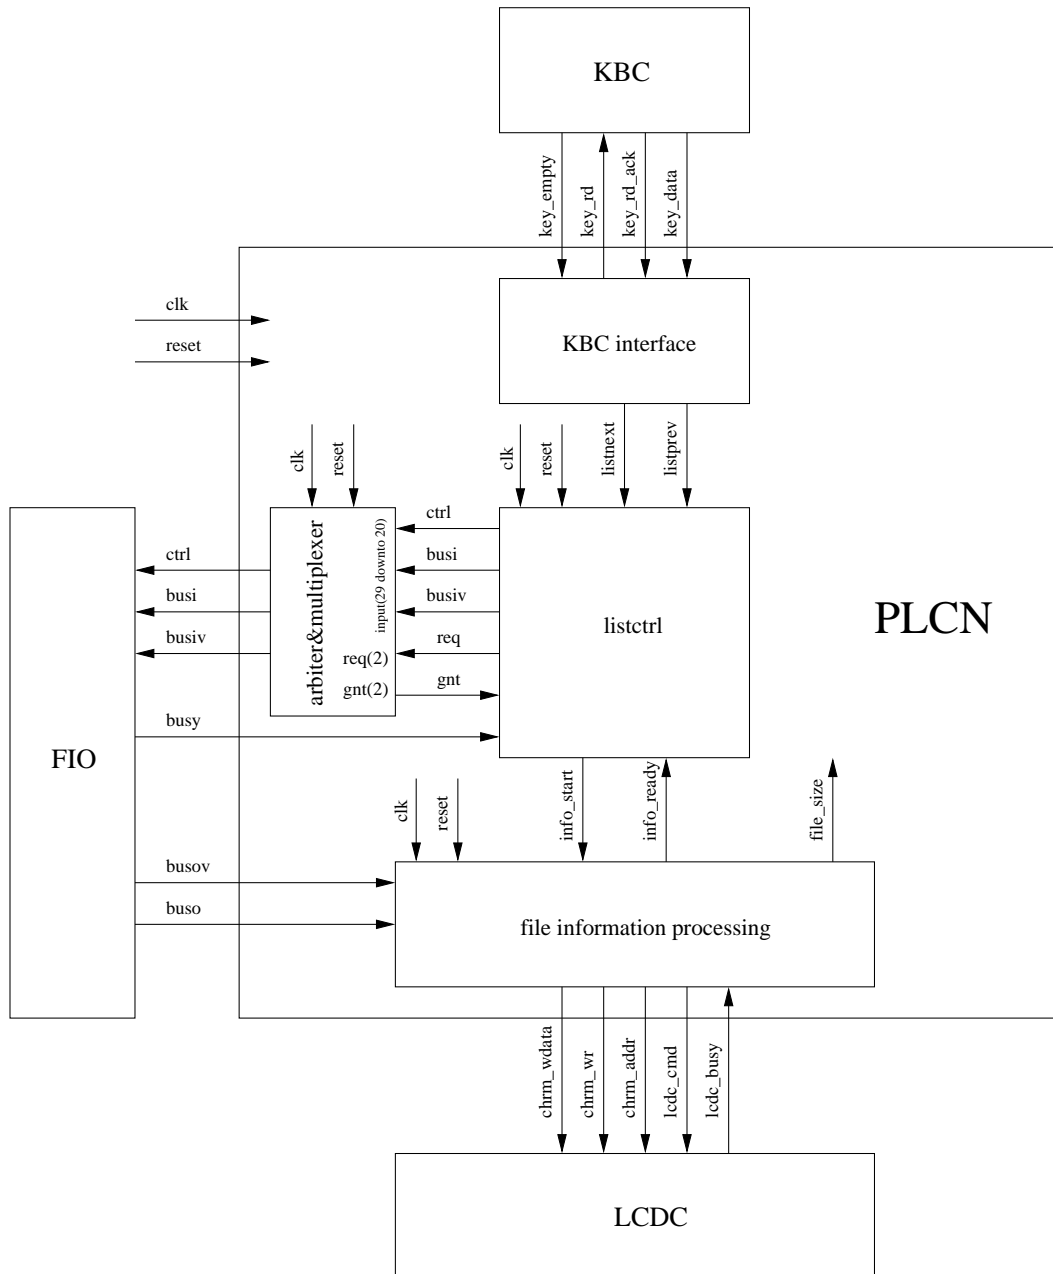 KBC
key_empty
key_rd
key_rd_ack
key_data
clk
reset
KBC interface
clk
reset
clk
reset
listnext
listprev
arbiter&multiplexer
input(29 downto 20)
req(2)
gnt(2)
ctrl
busi
busiv
req
gnt
ctrl
busi
busiv
busy
listctrl
PLCN
FIO
clk
reset
info_start
info_ready
file_size
busov
buso
file information processing
chrm_wdata
chrm_wr
chrm_addr
lcdc_cmd
lcdc_busy
LCDC